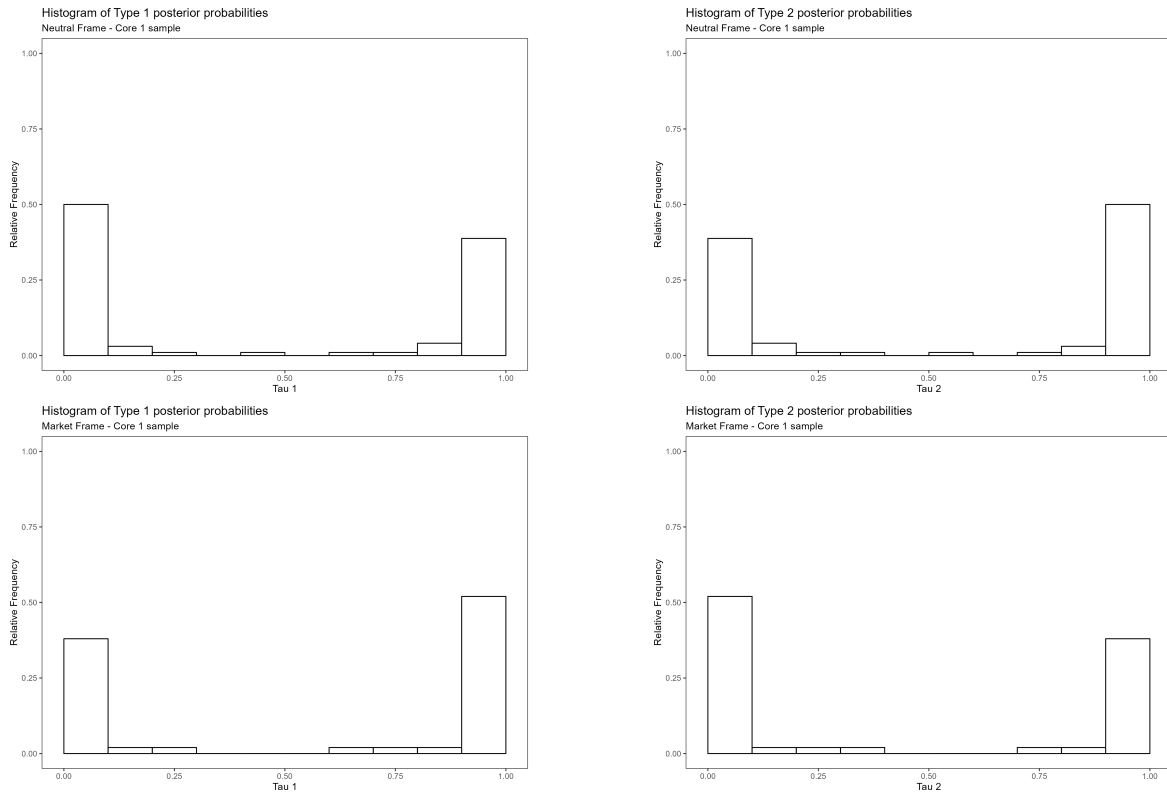 Histogram of Type 1 posterior probabilities
Neutral Frame - Core 1 sample
1.00
0.75
0.50
0.25
0.00
Relative Frequency
0.00 0.25 0.50 0.75 1.00
Tau 1
Histogram of Type 2 posterior probabilities
Neutral Frame - Core 1 sample
1.00
0.75
0.50
0.25
0.00
Relative Frequency
0.00 0.25 0.50 0.75 1.00
Tau 2
Histogram of Type 1 posterior probabilities
Market Frame - Core 1 sample
1.00
0.75
0.50
0.25
0.00
Relative Frequency
0.00 0.25 0.50 0.75 1.00
Tau 1
Histogram of Type 2 posterior probabilities
Market Frame - Core 1 sample
1.00
0.75
0.50
0.25
0.00
Relative Frequency
0.00 0.25 0.50 0.75 1.00
Tau 2